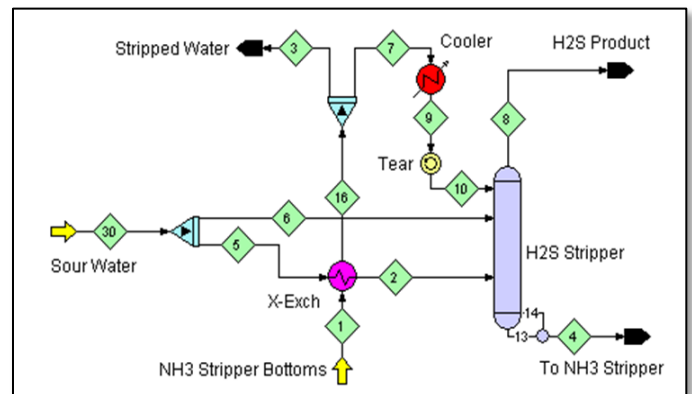 Stripped Water
3
7
Cooler
H2S Product
9
8
Tear
10
16
6
30
5
Sour Water
2
H2S Stripper
X-Exch
1
14
13
4
NH3 Stripper Bottoms
To NH3 Stripper